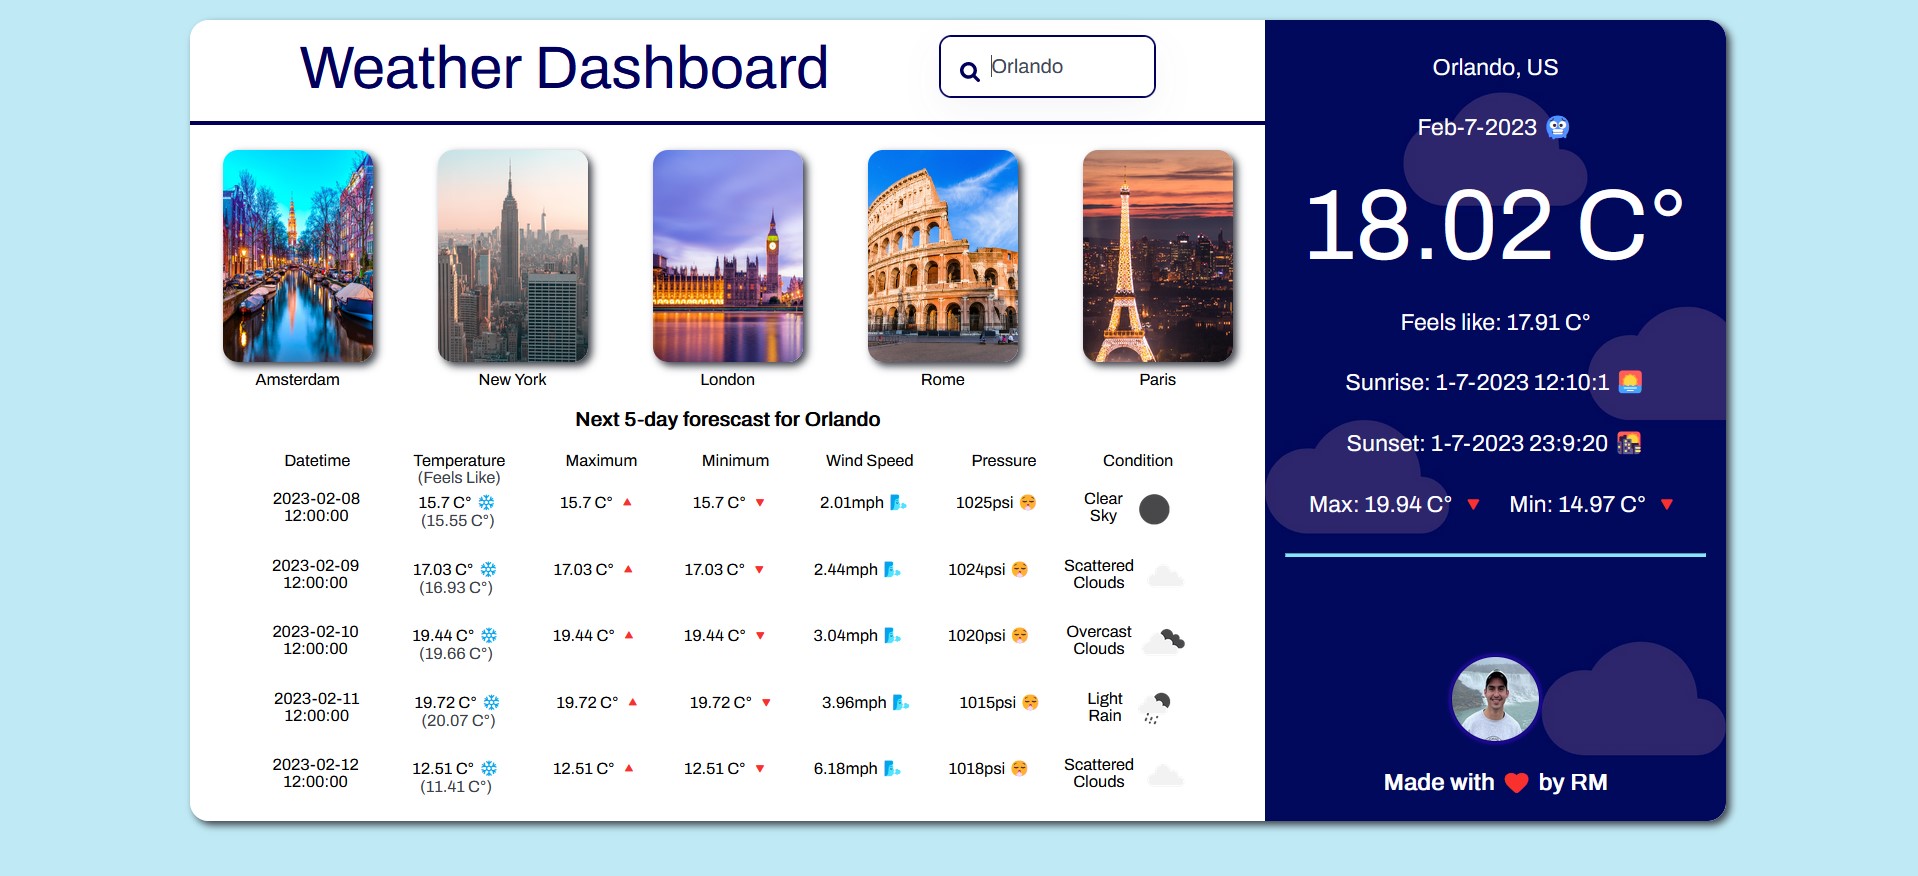 Weather Dashboard
Orlando
Amsterdam
New York
London
Rome
Paris
Next 5-day forescast for Orlando
Datetime Temperature Maximum Minimum Wind Speed Pressure Condition
(Feels Like)
2023-02-08 15.7 C° 15.7 C° 15.7 C° 2.01mph 1025psi Clear
12:00:00 (15.55 C°) Sky
2023-02-09 17.03 C° 17.03 C° 17.03 C° 2.44mph 1024psi Scattered
12:00:00 (16.93 C°) Clouds
2023-02-10 19.44 C° 19.44 C° 19.44 C° 3.04mph 1020psi Overcast
12:00:00 (19.66 C°) Clouds
2023-02-11 19.72 C° 19.72 C° 19.72 C° 3.96mph 1015psi Light
12:00:00 (20.07 C°) Rain
2023-02-12 12.51 C° 12.51 C° 12.51 C° 6.18mph 1018psi Scattered
12:00:00 (11.41 C°) Clouds
Orlando, US
Feb-7-2023
18.02 C°
Feels like: 17.91 C°
Sunrise: 1-7-2023 12:10:1
Sunset: 1-7-2023 23:9:20
Max: 19.94 C° Min: 14.97 C°
Made with ❤ by RM